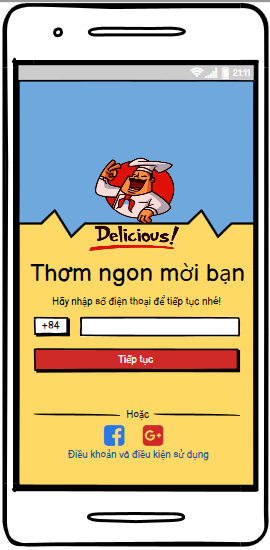 21:11
Delicious!
Thơm ngon mời bạn
Hãy nhập số điện thoại để tiếp tục nhé!
+84
Tiếp tục
Hoặc
Điều khoản và điều kiện sử dụng